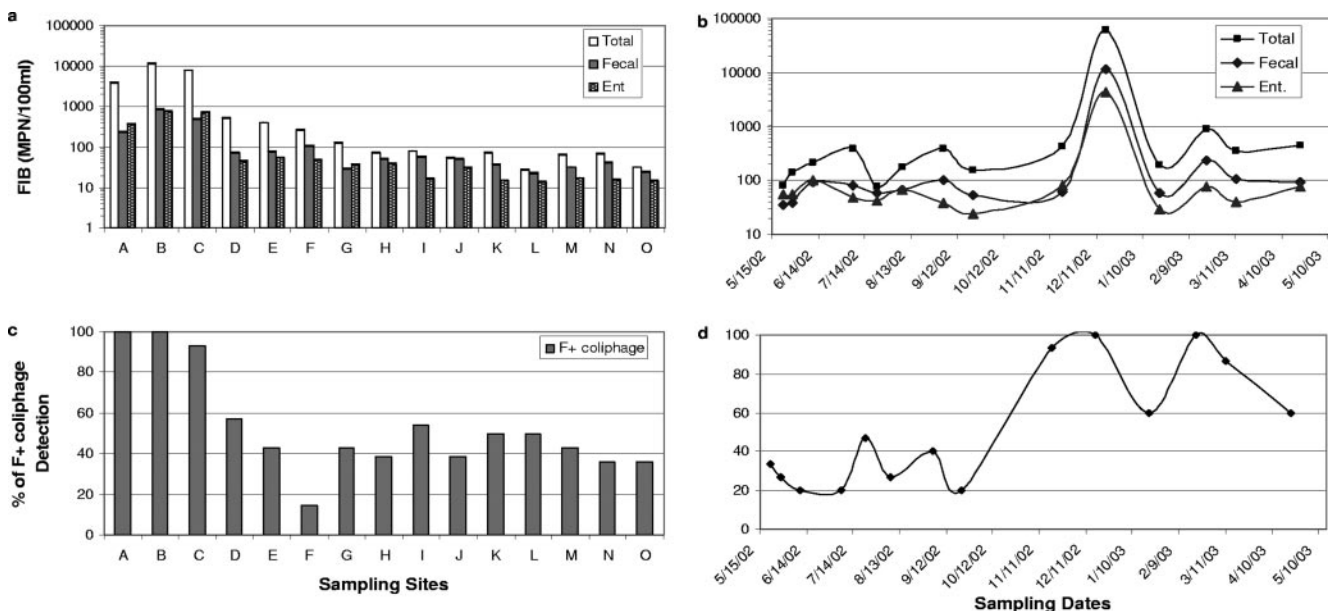 a
FIB (MPN/100ml)
100000
10000
1000
100
10
1
Total
Fecal
Ent
A B C D E F G H I J K L M N O
b
100000
10000
1000
100
10
Total
Fecal
Ent.
5/15/02 6/14/02 7/14/02 8/13/02 9/12/02 10/12/02 11/11/02 12/11/02 1/10/03 2/9/03 3/11/03 4/10/03 5/10/03
c
% of F+ coliphage
Detection
100
80
60
40
20
0
F+ coliphage
A B C D E F G H I J K L M N O
Sampling Sites
d
100
80
60
40
20
0
5/15/02 6/14/02 7/14/02 8/13/02 9/12/02 10/12/02 11/11/02 12/11/02 1/10/03 2/9/03 3/11/03 4/10/03 5/10/03
Sampling Dates